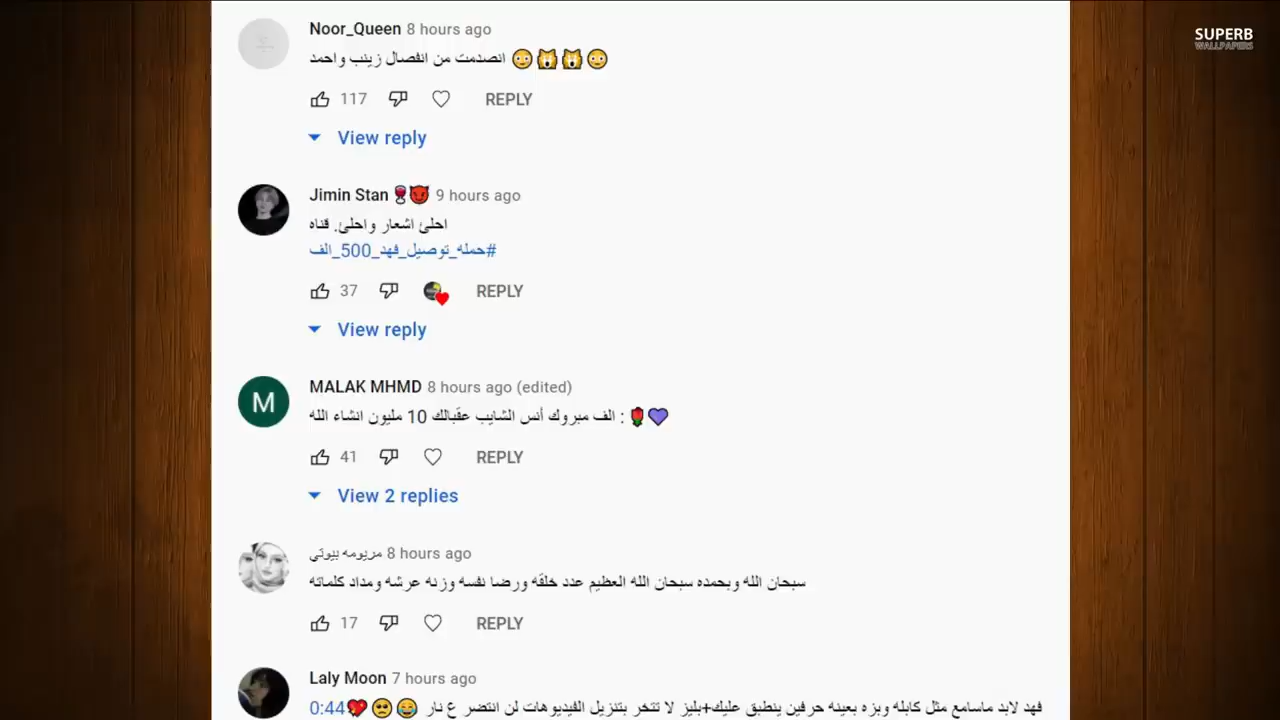 SUPERB
WALLPAPERS
Noor_Queen 8 hours ago
انصدمت من انفصال زينب واحمد 😳🙀🙀😳
117 REPLY
View reply
Jimin Stan🍷😈 9 hours ago
احلئ اشعار واحلئ. قناه
#حمله_توصيل_فهد_500_الف
37 REPLY
View reply
MALAK MHMD 8 hours ago (edited)
الف مبروك أنس الشايب عقبالك 10 مليون انشاء الله : 🌹💜
41 REPLY
View 2 replies
M
مريومه بيوتي 8 hours ago
سبحان الله وبحمده سبحان الله العظيم عدد خلقه ورضا نفسه وزنه عرشه ومداد كلماته
17 REPLY
Laly Moon 7 hours ago
فهد لابد ماسامع مثل كابله وبزه بعينه حرفين ينطبق عليك+بليز لا تتخر بتنزيل الفيديوهات لن انتضر ع نار 😂🥺💖0:44